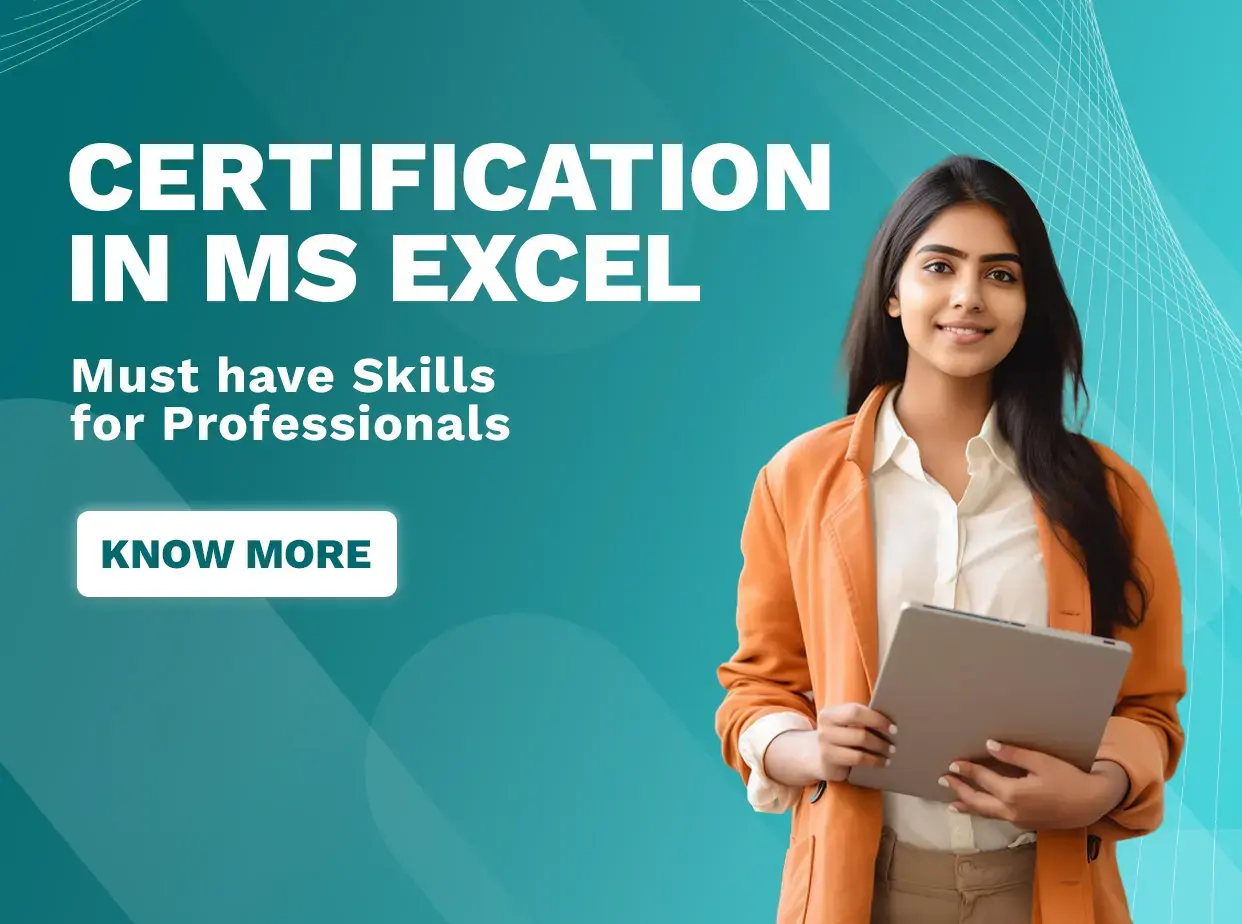 CERTIFICATION
IN MS EXCEL
Must have Skills
for Professionals
KNOW MORE